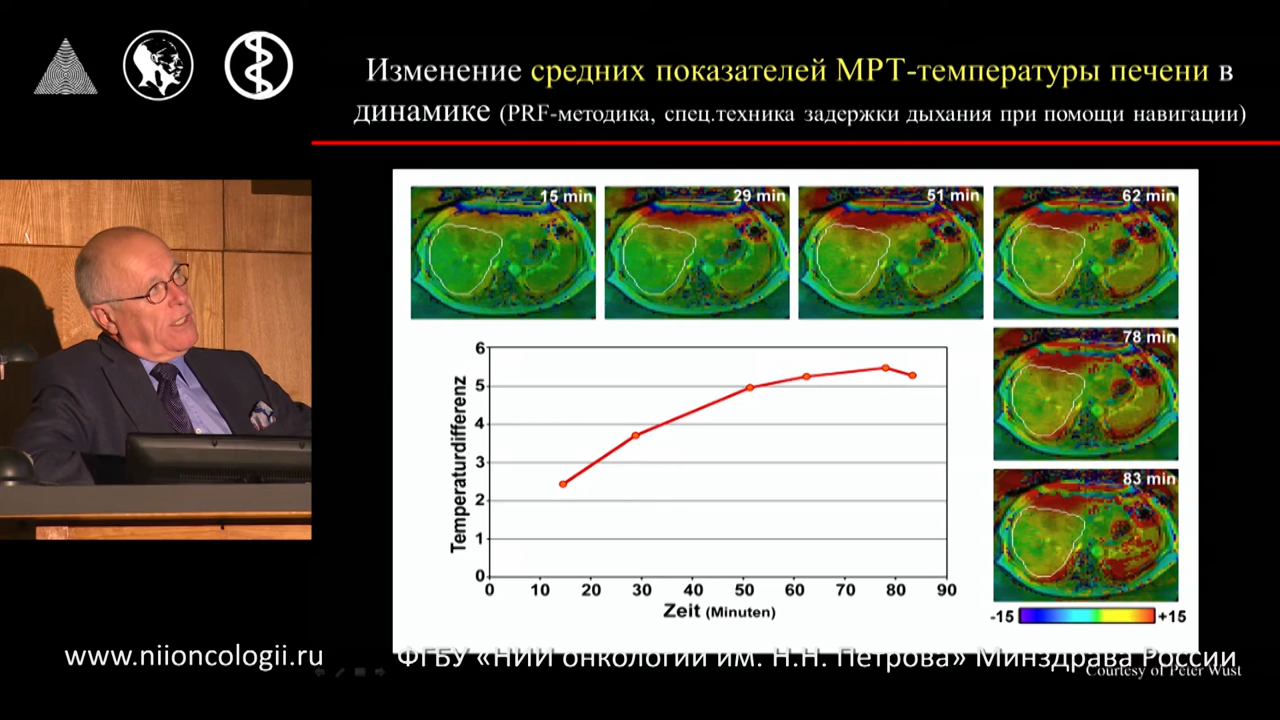 Изменение средних показателей МРТ-температуры печени в
динамике (PRF-методика, спец.техника задержки дыхания при помощи навигации)
15 min
29 min
51 min
62 min
78 min
83 min
-15
+15
Temperaturdifferenz
6
5
4
3
2
1
0
0 10 20 30 40 50 60 70 80 90
Zeit (Minuten)
www.niioncologii.ru
ФГБУ «НИИ онкологии им. Н.Н. Петрова» Минздрава России
Courtesy of Peter Wust